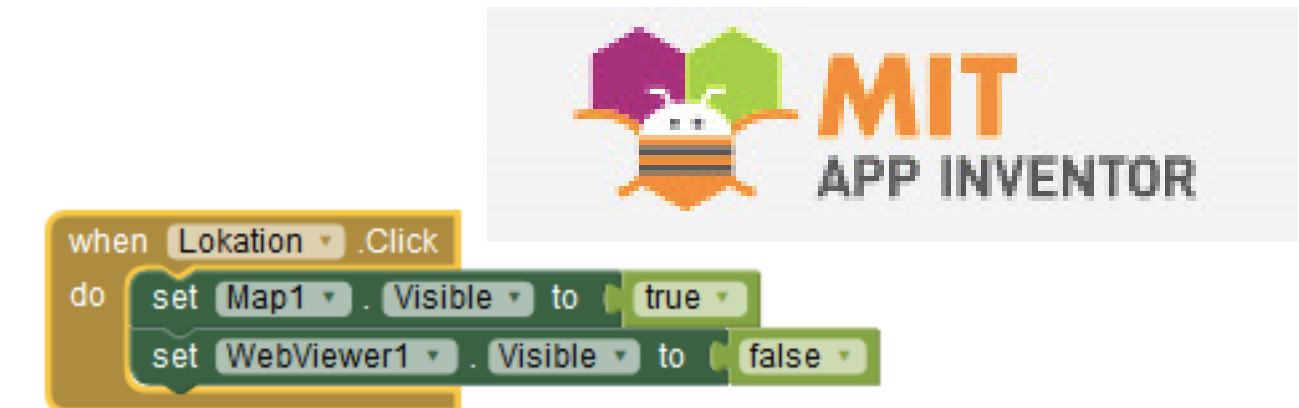 MIT
APP INVENTOR
when Lokation .Click
do set Map1 . Visible to true
set WebViewer1 . Visible to false